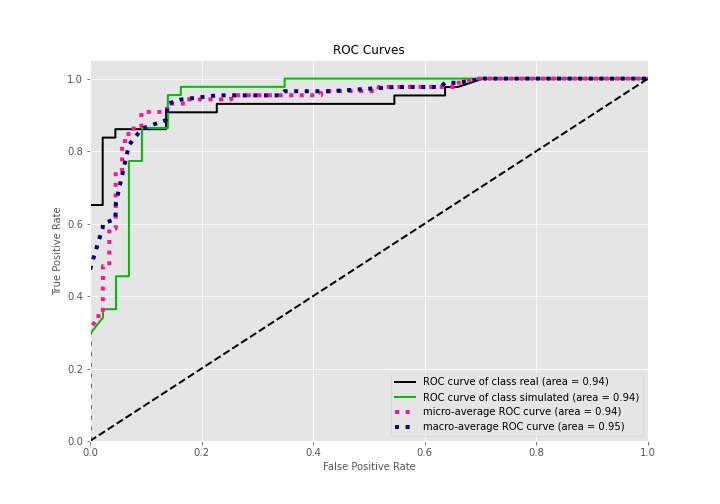 ROC Curves
True Positive Rate
1.0
0.8
0.6
0.4
0.2
0.0
0.0 0.2 0.4 0.6 0.8 1.0
False Positive Rate
ROC curve of class real (area = 0.94)
ROC curve of class simulated (area = 0.94)
micro-average ROC curve (area = 0.94)
macro-average ROC curve (area = 0.95)